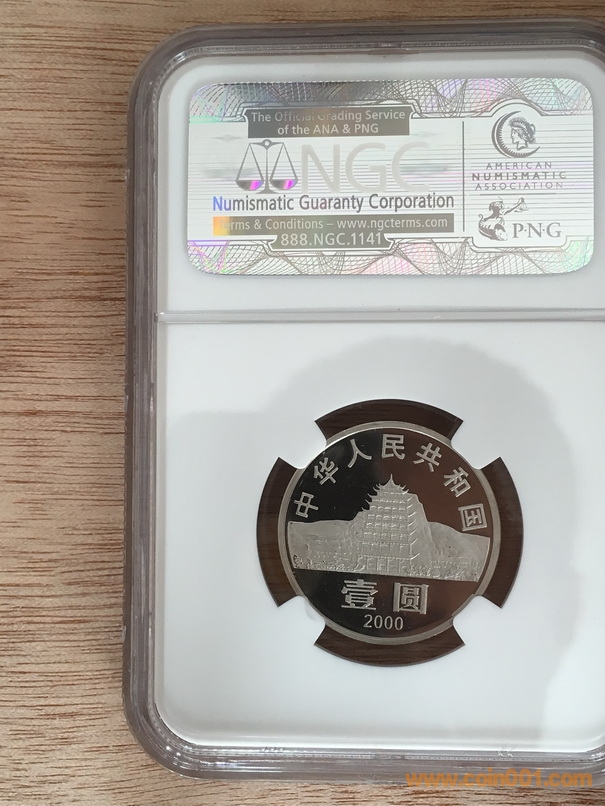 The Official Grading Service
of the ANA & PNG
NGC
Numismatic Guaranty Corporation
Terms & Conditions – www.ngcterms.com
888.NGC.1141
AMERICAN
NUMISMATIC
ASSOCIATION
P·N·G
中华人民共和国
壹圆
2000
www.coin001.com